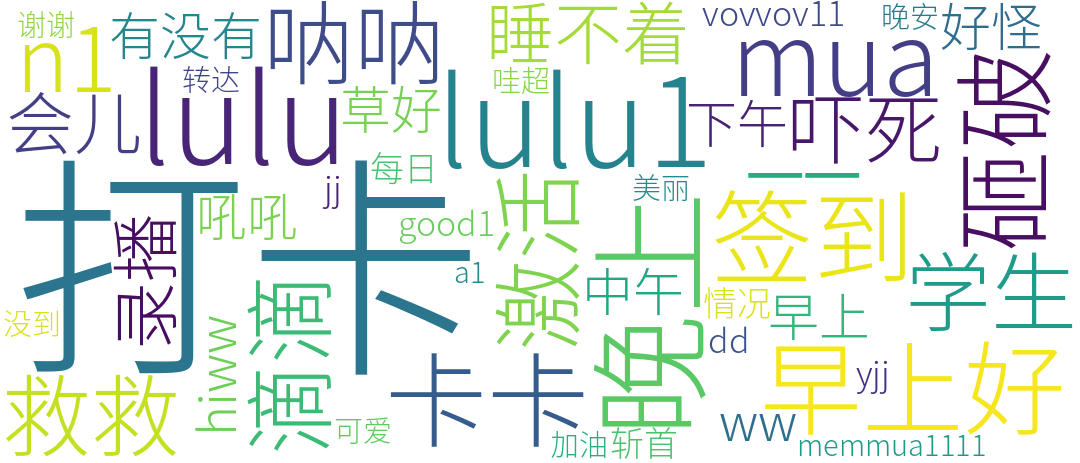 谢谢
有没有
呐呐
睡不着
vovvov11
晚安
好怪
n1
转达
哇超
mua
会儿
lulu
草好
lulu1
下午
吓死
砸破
打卡
每日
jj
美丽
一一
录播
吼吼
good1
激活
晚上
签到
学生
a1
中午
情况
早上
没到
hiww
滴滴
dd
救救
卡卡
早上好
yjj
可爱
加油
斩首
ww
memmua1111